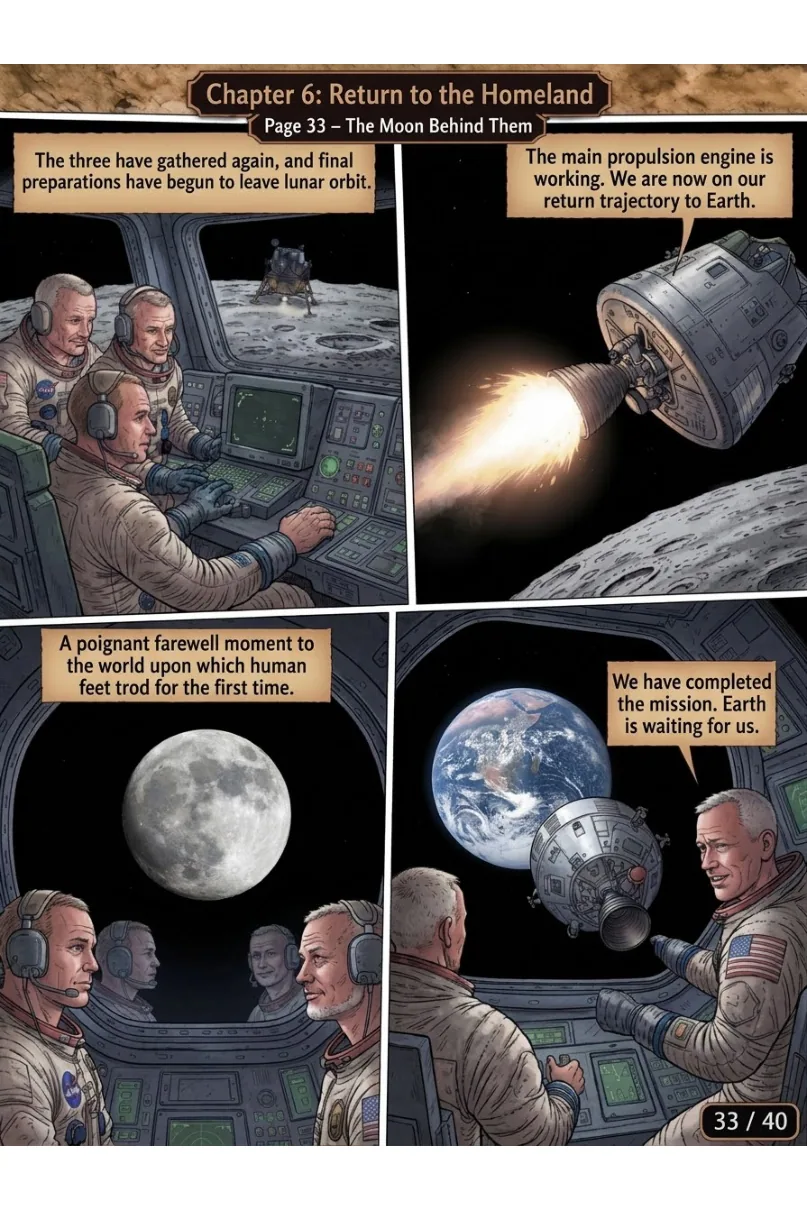 Chapter 6: Return to the Homeland
Page 33 – The Moon Behind Them
The three have gathered again, and final
preparations have begun to leave lunar orbit.
The main propulsion engine is
working. We are now on our
return trajectory to Earth.
A poignant farewell moment to
the world upon which human
feet trod for the first time.
We have completed
the mission. Earth
is waiting for us.
33 / 40